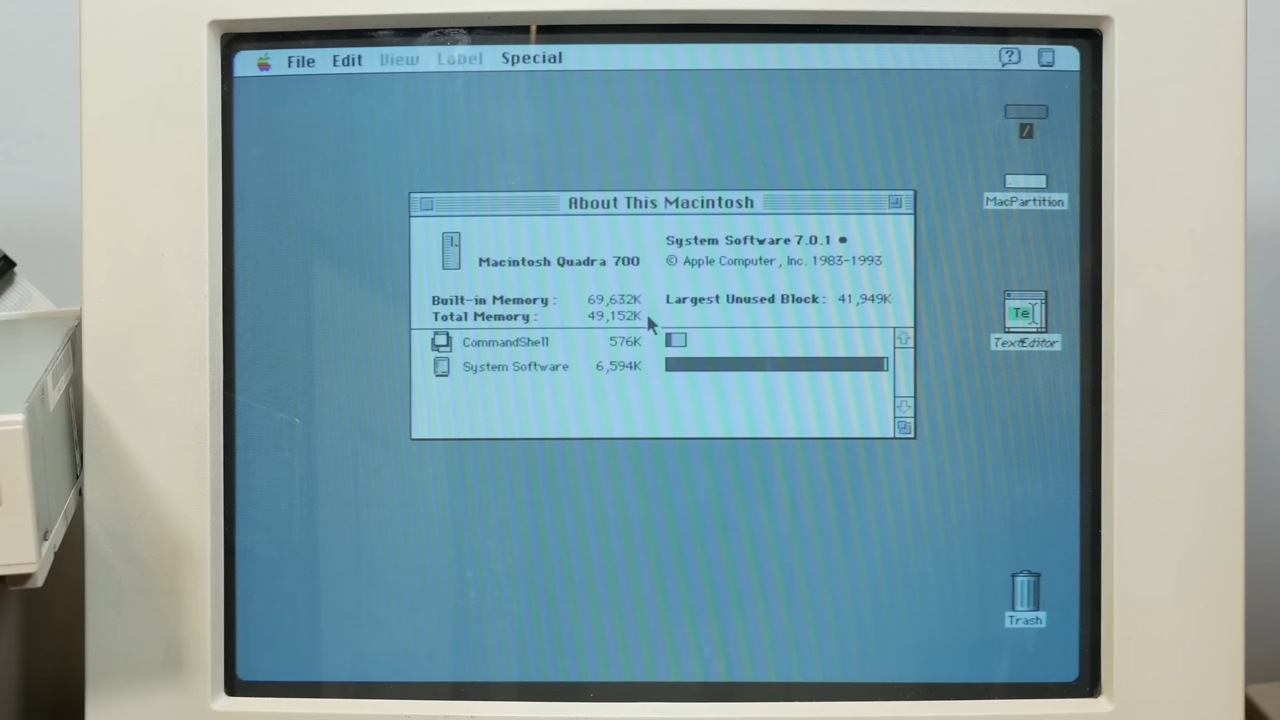 File Edit View Label Special
/
MacPartition
About This Macintosh
System Software 7.0.1 •
Macintosh Quadra 700
© Apple Computer, Inc. 1983-1993
Built-in Memory : 69,632K
Largest Unused Block : 41,949K
Total Memory : 49,152K
CommandShell 576K
System Software 6,594K
Te
TextEditor
Trash